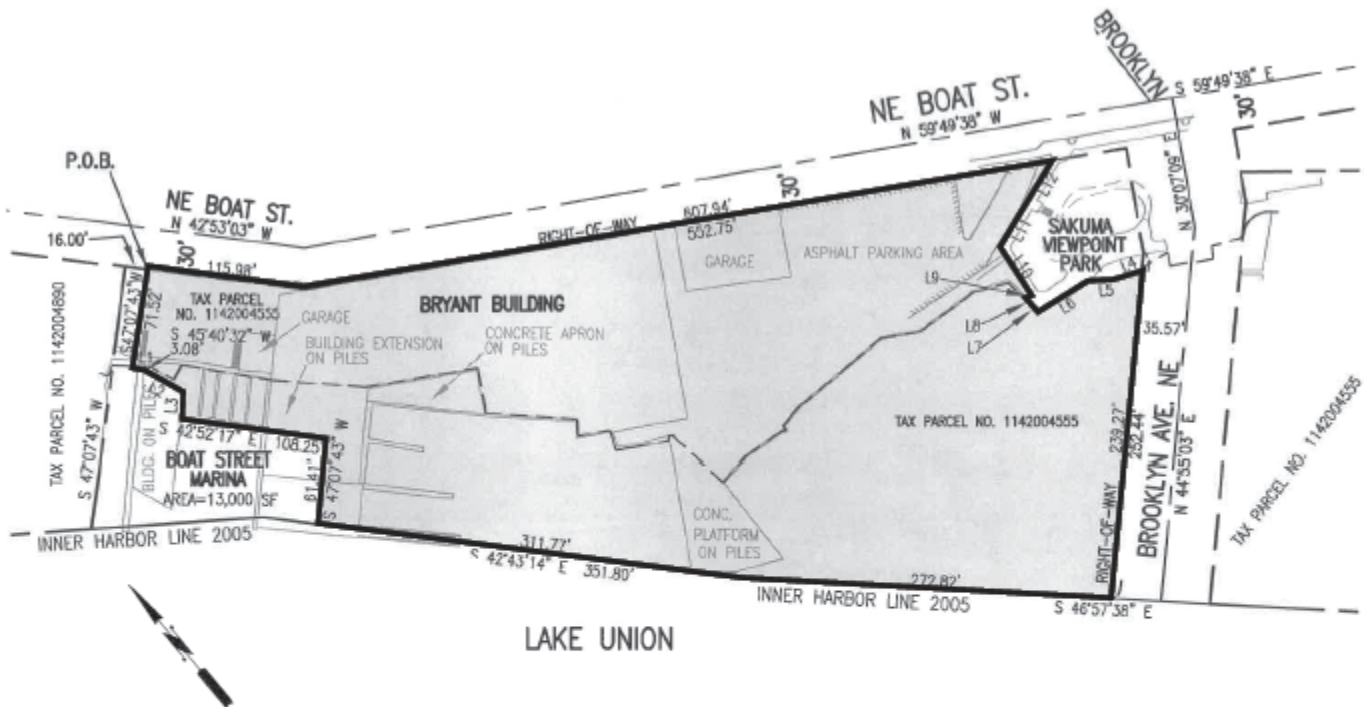 BROOKLYN
S 59°49'38" E
30'
NE BOAT ST.
N 59°49'38" W
P.O.B.
NE BOAT ST.
N 42°53'03" W
16.00'
30'
115.98'
RIGHT-OF-WAY
607.94'
552.75'
30'
L12
L11
L10
N 30°07'09" E
SAKUMA
VIEWPOINT
PARK
L4
L5
L6
L9
L8
L7
GARAGE
ASPHALT PARKING AREA
TAX PARCEL NO. 1142004890
S47°07'43"W
71.52
TAX PARCEL
NO. 1142004555
S 45°40'32" W
3.08'
L1
L2
L3
GARAGE
BRYANT BUILDING
BUILDING EXTENSION
ON PILES
CONCRETE APRON
ON PILES
35.57'
TAX PARCEL NO. 1142004555
239.27'
252.44'
BROOKLYN AVE. NE
N 44°55'03" E
RIGHT-OF-WAY
TAX PARCEL NO. 1142004555
S 47°07'43" W
BLDG. ON PILES
S 42°52'17" E
108.25'
BOAT STREET
MARINA
AREA=13,000 SF
61.41'
S 47°07'43" W
CONC.
PLATFORM
ON PILES
INNER HARBOR LINE 2005
311.77'
S 42°43'14" E 351.80'
272.82'
INNER HARBOR LINE 2005
S 46°57'38" E
LAKE UNION
N